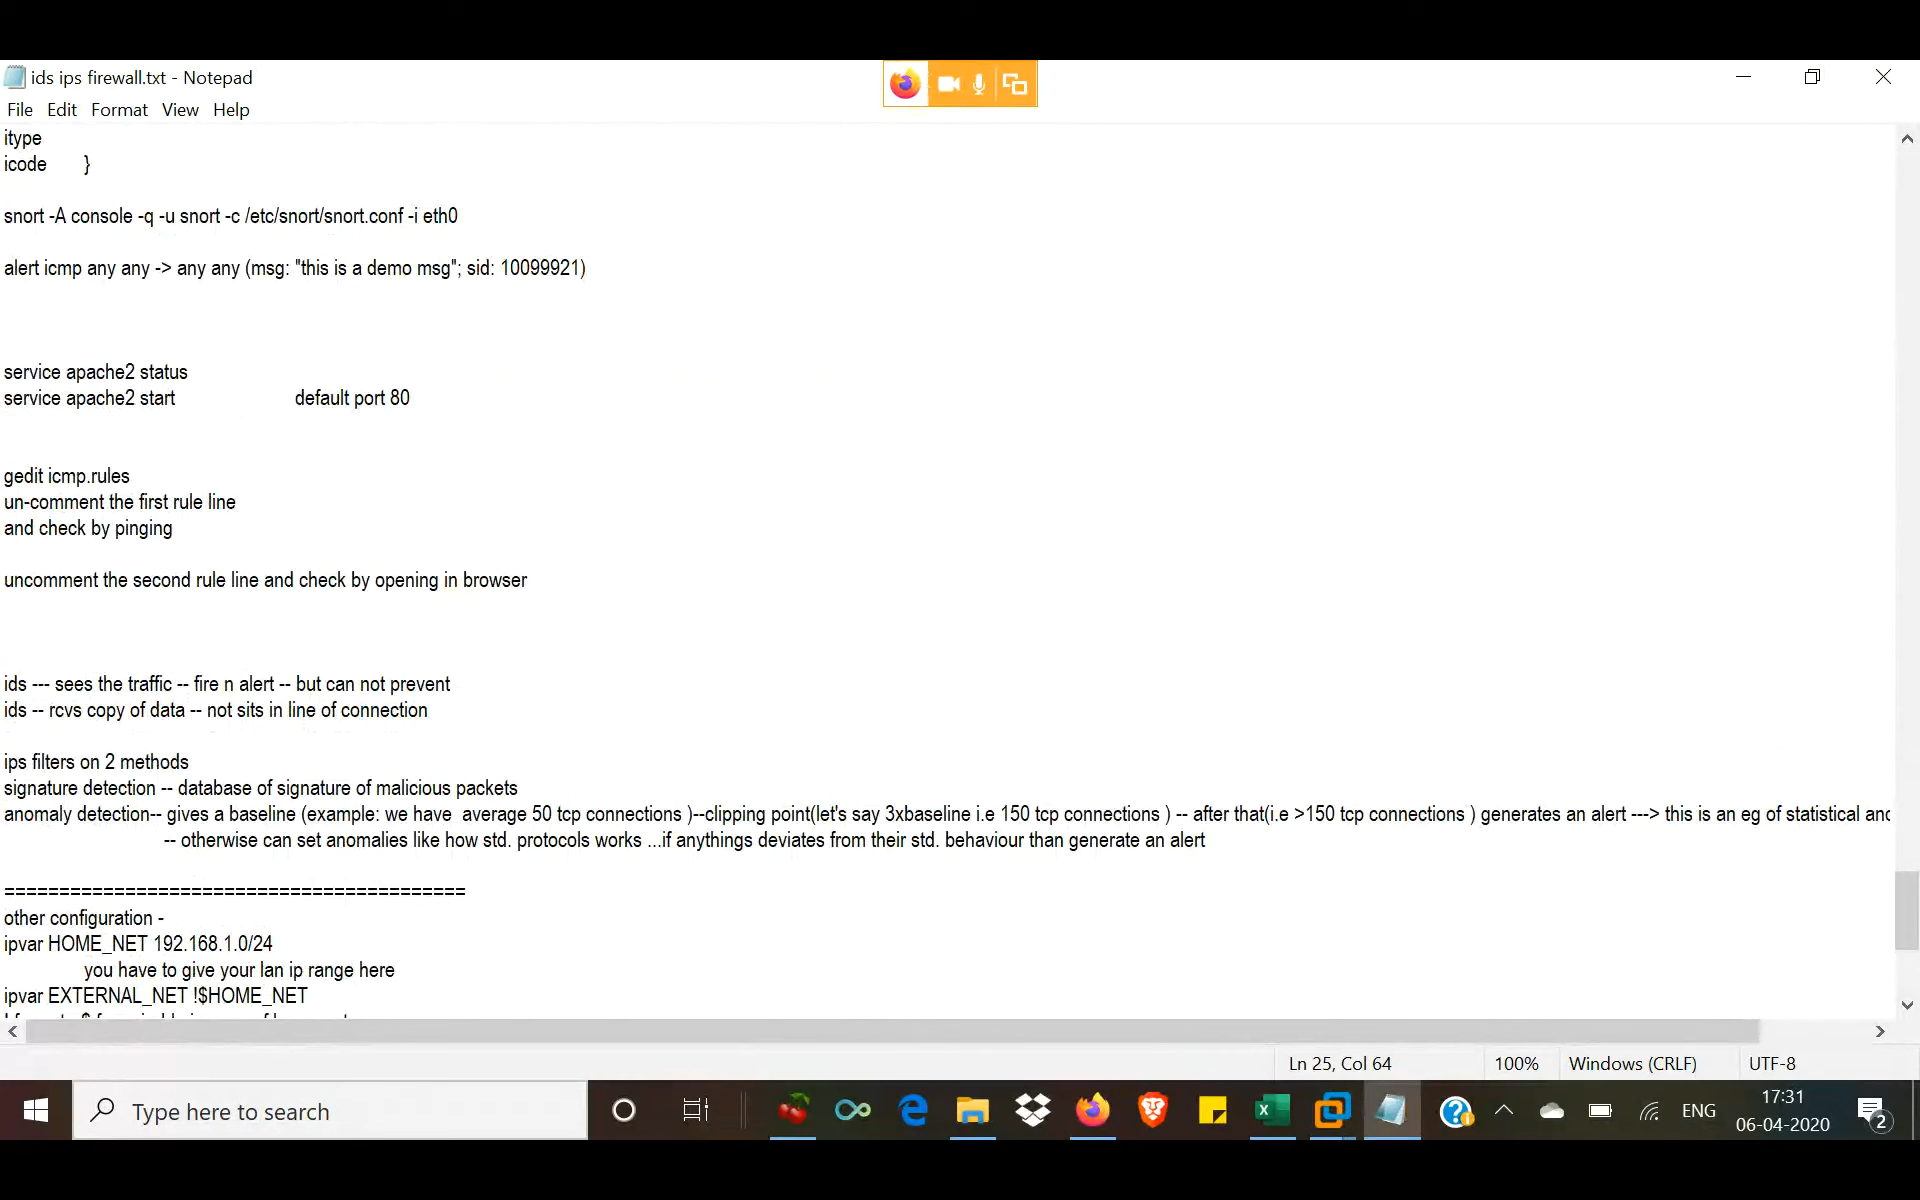 ids ips firewall.txt - Notepad
File Edit Format View Help
itype
icode }
snort -A console -q -u snort -c /etc/snort/snort.conf -i eth0
alert icmp any any -> any any (msg: "this is a demo msg"; sid: 10099921)
service apache2 status
service apache2 start default port 80
gedit icmp.rules
un-comment the first rule line
and check by pinging
uncomment the second rule line and check by opening in browser
ids --- sees the traffic -- fire n alert -- but can not prevent
ids -- rcvs copy of data -- not sits in line of connection
ips filters on 2 methods
signature detection -- database of signature of malicious packets
anomaly detection-- gives a baseline (example: we have average 50 tcp connections )--clipping point(let's say 3xbaseline i.e 150 tcp connections ) -- after that(i.e >150 tcp connections ) generates an alert ---> this is an eg of statistical
-- otherwise can set anomalies like how std. protocols works ...if anythings deviates from their std. behaviour than generate an alert
==========================================
other configuration -
ipvar HOME_NET 192.168.1.0/24
you have to give your lan ip range here
ipvar EXTERNAL_NET !$HOME_NET
Ln 25, Col 64 100% Windows (CRLF) UTF-8
Type here to search
ENG
17:31
06-04-2020
2